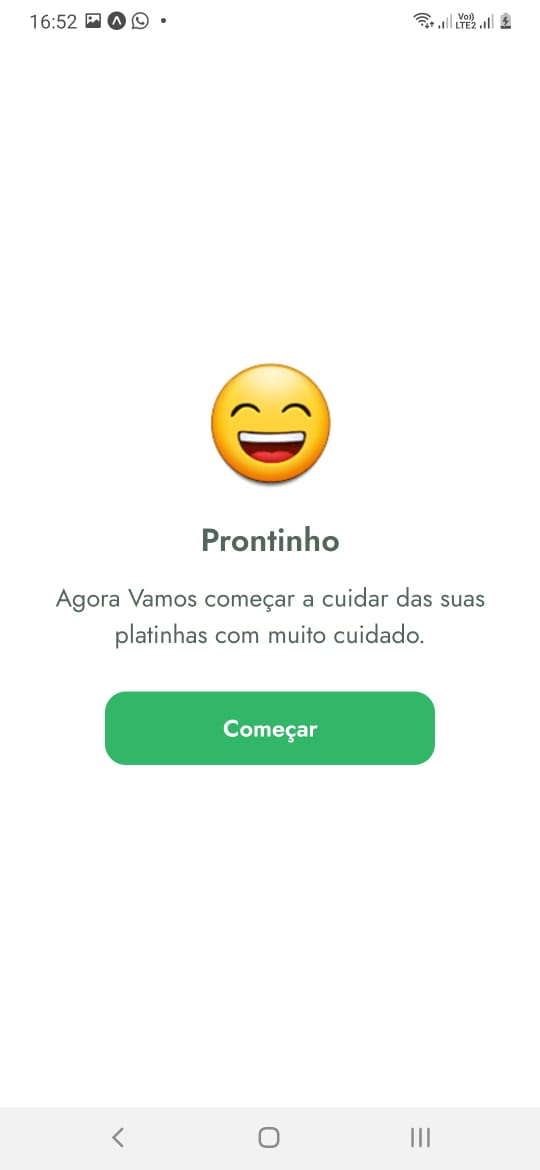 16:52
Vo))
LTE2
Prontinho
Agora Vamos começar a cuidar das suas
platinhas com muito cuidado.
Começar